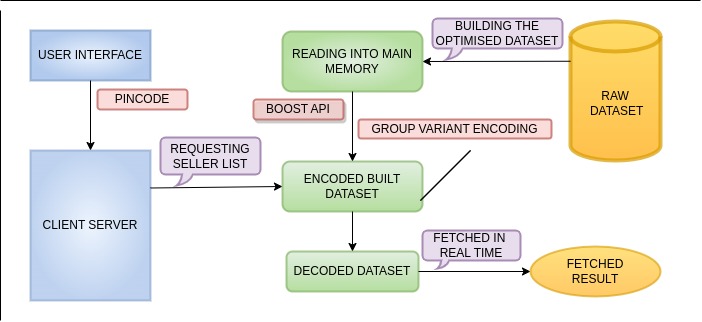 USER INTERFACE
PINCODE
CLIENT SERVER
REQUESTING
SELLER LIST
READING INTO MAIN
MEMORY
BUILDING THE
OPTIMISED DATASET
RAW
DATASET
BOOST API
GROUP VARIANT ENCODING
ENCODED BUILT
DATASET
DECODED DATASET
FETCHED IN
REAL TIME
FETCHED
RESULT